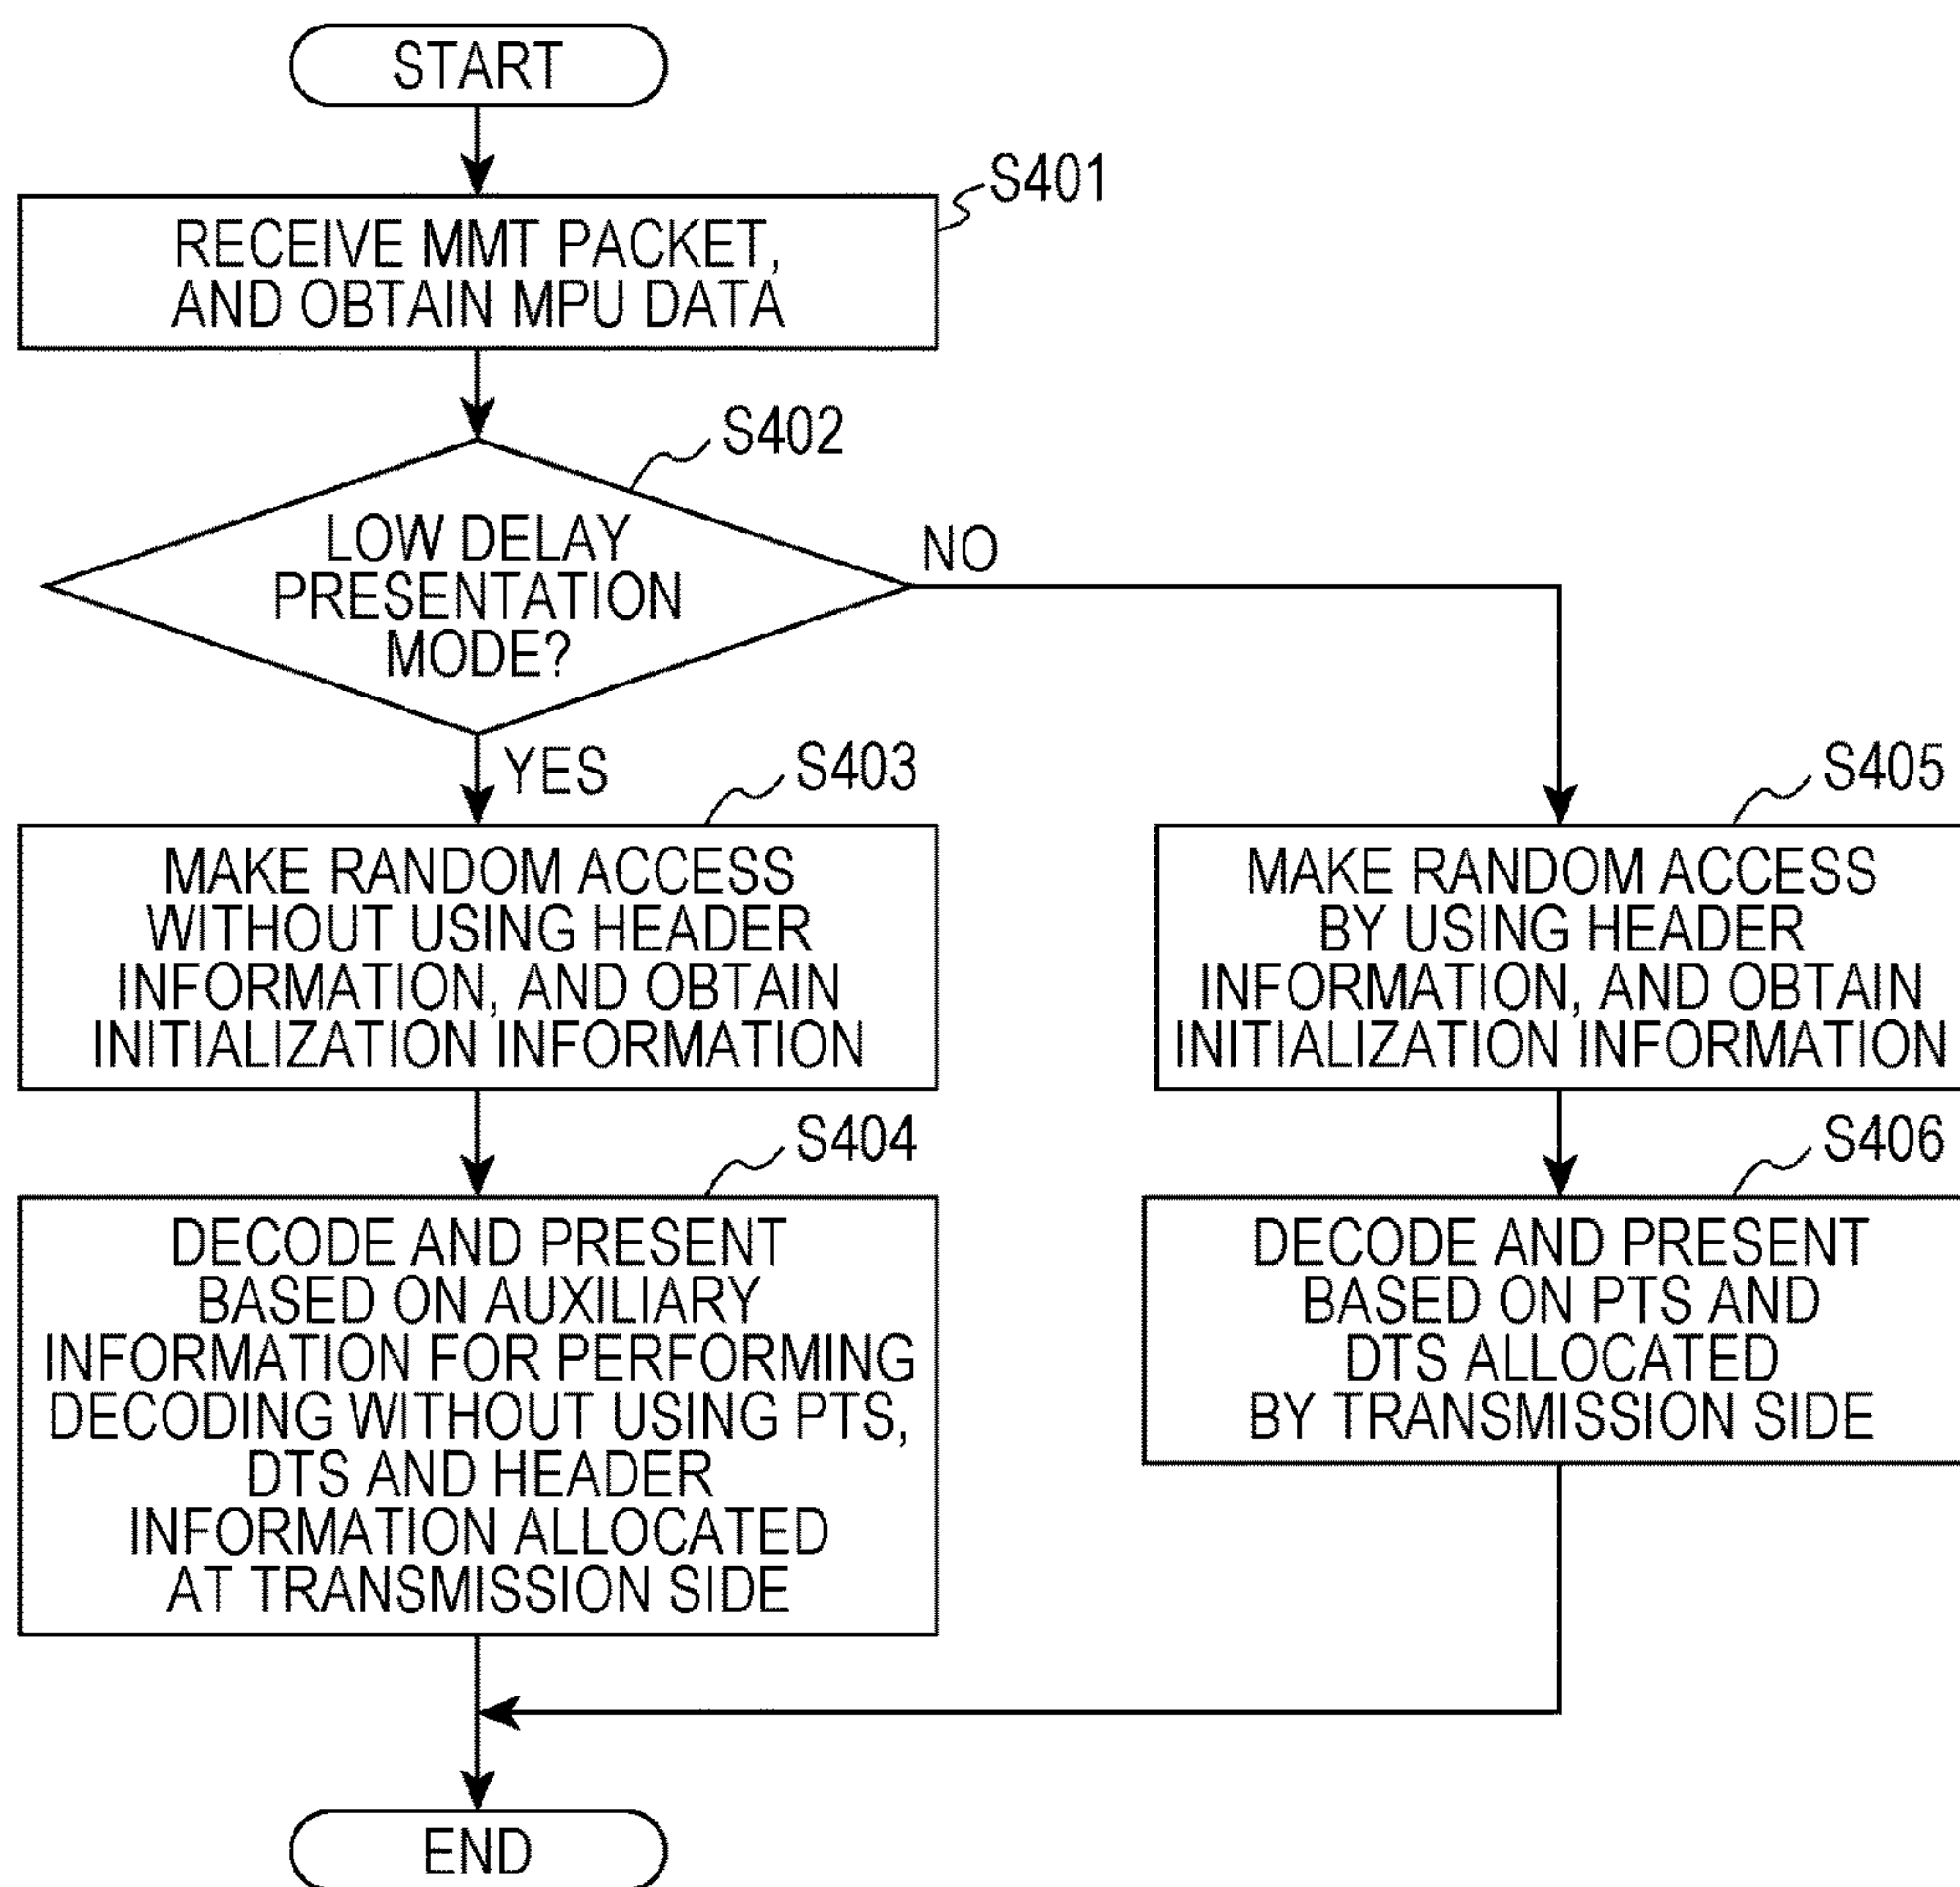 START
S401
RECEIVE MMT PACKET,
AND OBTAIN MPU DATA
S402
LOW DELAY
PRESENTATION
MODE?
NO
YES
S403
MAKE RANDOM ACCESS
WITHOUT USING HEADER
INFORMATION, AND OBTAIN
INITIALIZATION INFORMATION
S405
MAKE RANDOM ACCESS
BY USING HEADER
INFORMATION, AND OBTAIN
INITIALIZATION INFORMATION
S404
DECODE AND PRESENT
BASED ON AUXILIARY
INFORMATION FOR PERFORMING
DECODING WITHOUT USING PTS,
DTS AND HEADER
INFORMATION ALLOCATED
AT TRANSMISSION SIDE
S406
DECODE AND PRESENT
BASED ON PTS AND
DTS ALLOCATED
BY TRANSMISSION SIDE
END